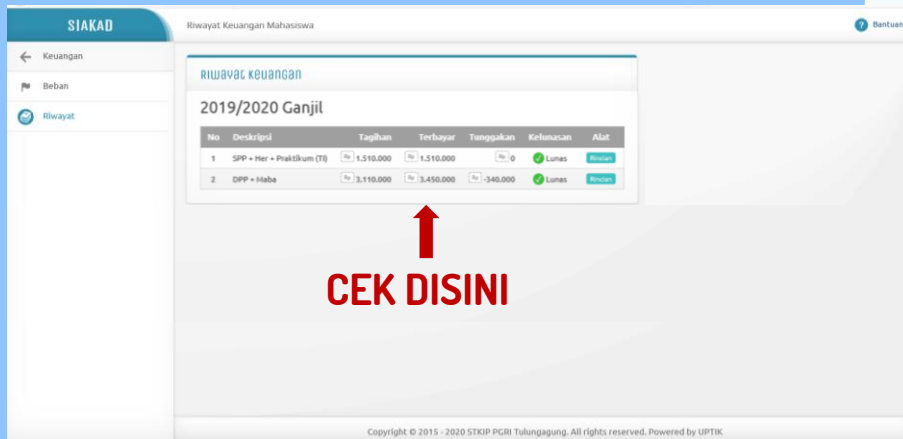 SIAKAD
Riwayat Keuangan Mahasiswa
? Bantuan
Keuangan
Beban
Riwayat
Riwayat Keuangan
2019/2020 Ganjil
No Deskripsi Tagihan Terbayar Tunggakan Kelunasan Alat
1 SPP + Her + Praktikum (TI) Rp 1.510.000 Rp 1.510.000 Rp 0 Lunas Rincian
2 DPP + Maba Rp 3.110.000 Rp 3.450.000 Rp -340.000 Lunas Rincian
CEK DISINI
Copyright © 2015 - 2020 STKIP PGRI Tulungagung. All rights reserved. Powered by UPTIK